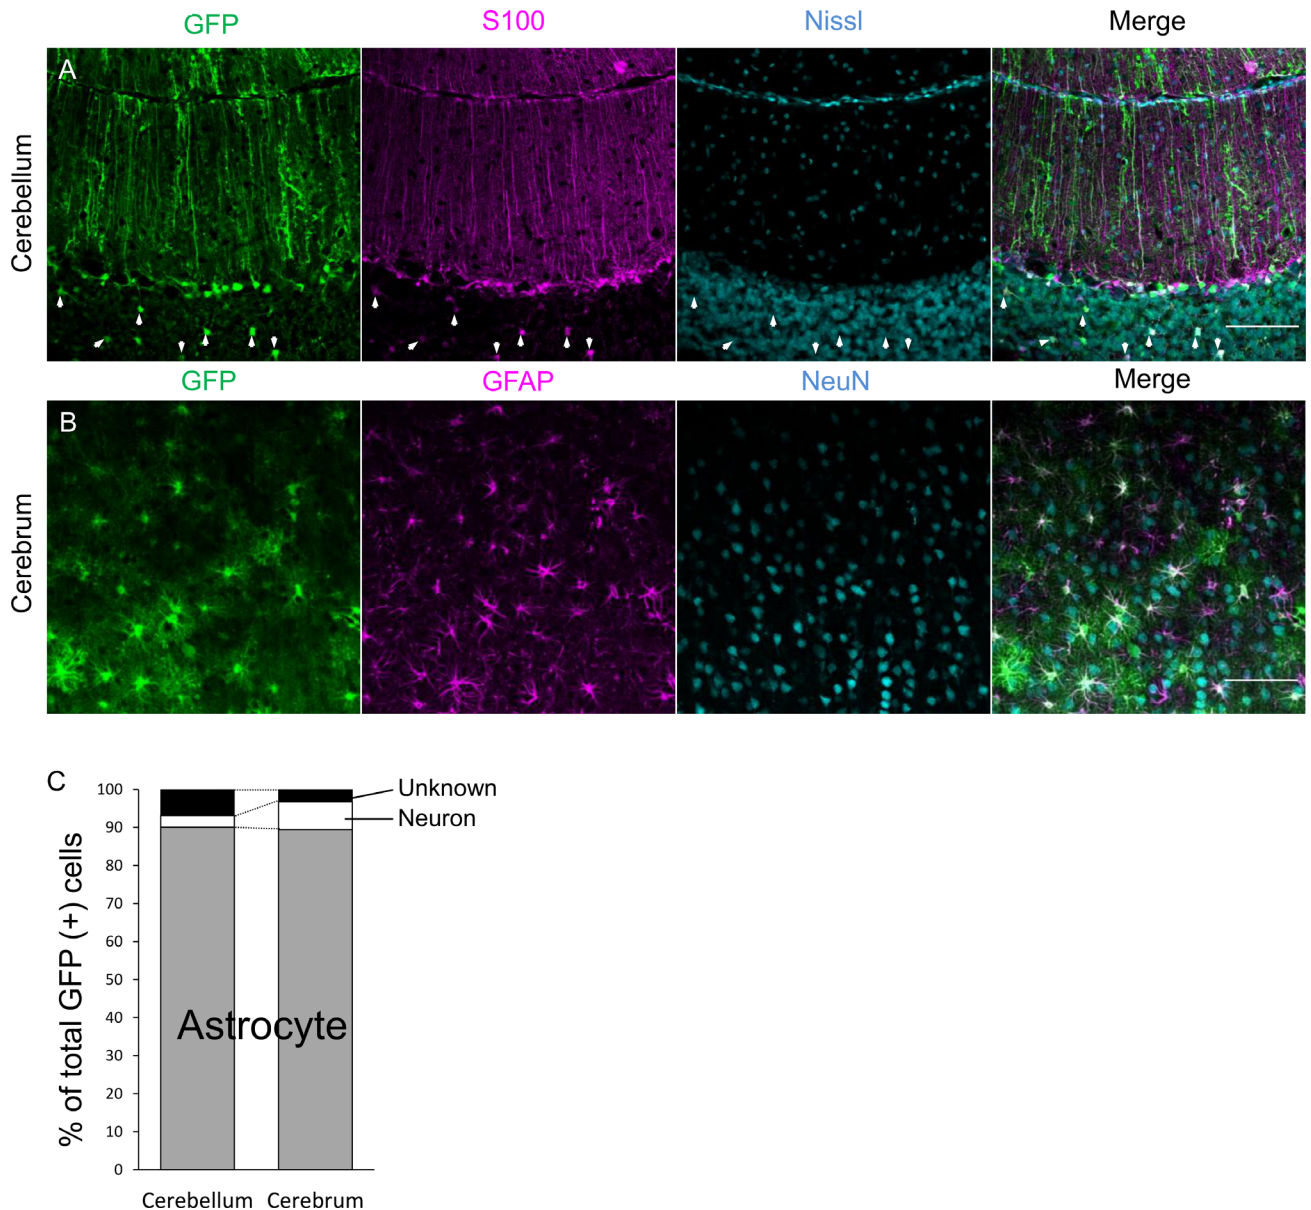 GFP S100 Nissl Merge
A
Cerebellum
GFP GFAP NeuN Merge
B
Cerebrum
C
% of total GFP (+) cells
100
90
80
70
60
50
40
30
20
10
0
Unknown
Neuron
Astrocyte
Cerebellum Cerebrum